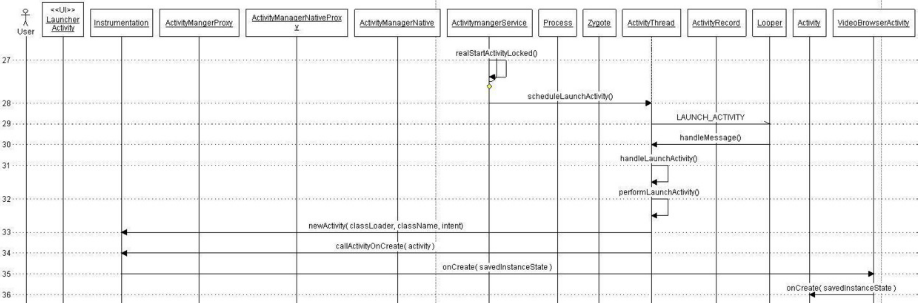 <<UI>>
Launcher
Activity
User
Instrumentation
ActivityMangerProxy
ActivityManagerNativeProx
y
ActivityManagerNative
ActivitymangerService
Process
Zygote
ActivityThread
ActivityRecord
Looper
Activity
VideoBrowserActivity
realStartActivityLocked()
27
scheduleLaunchActivity()
28
LAUNCH_ACTIVITY
29
handleMessage()
30
handleLaunchActivity()
31
performLaunchActivity()
32
newActivity( classLoader, className, intent)
33
callActivityOnCreate( activity )
34
onCreate( savedInstanceState )
35
onCreate( savedInstanceState )
36